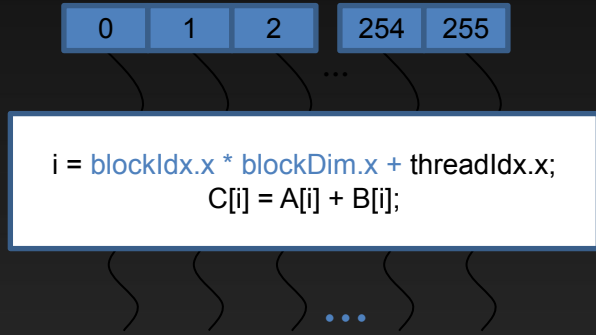 0 1 2 254 255
...
i = blockIdx.x * blockDim.x + threadIdx.x;
C[i] = A[i] + B[i];
...